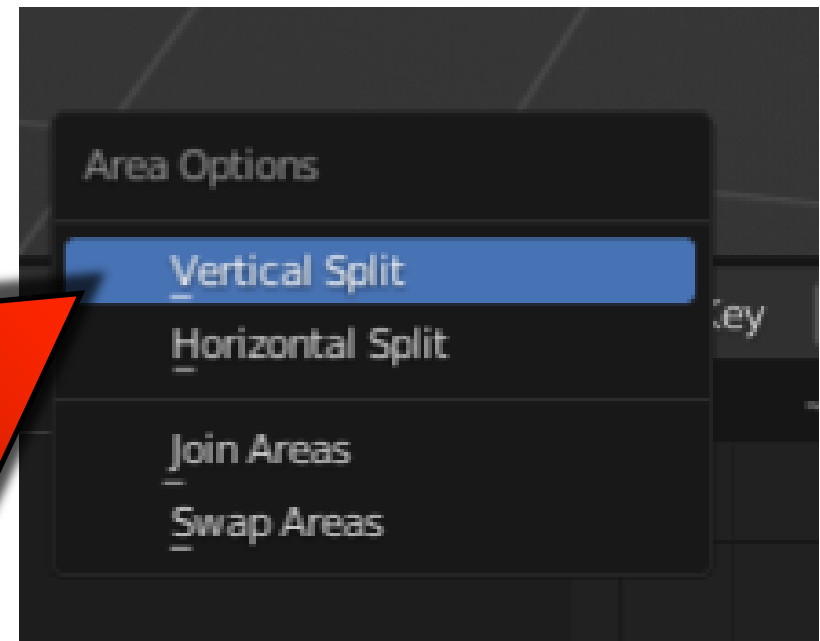 Area Options
Vertical Split
Horizontal Split
Join Areas
Swap Areas